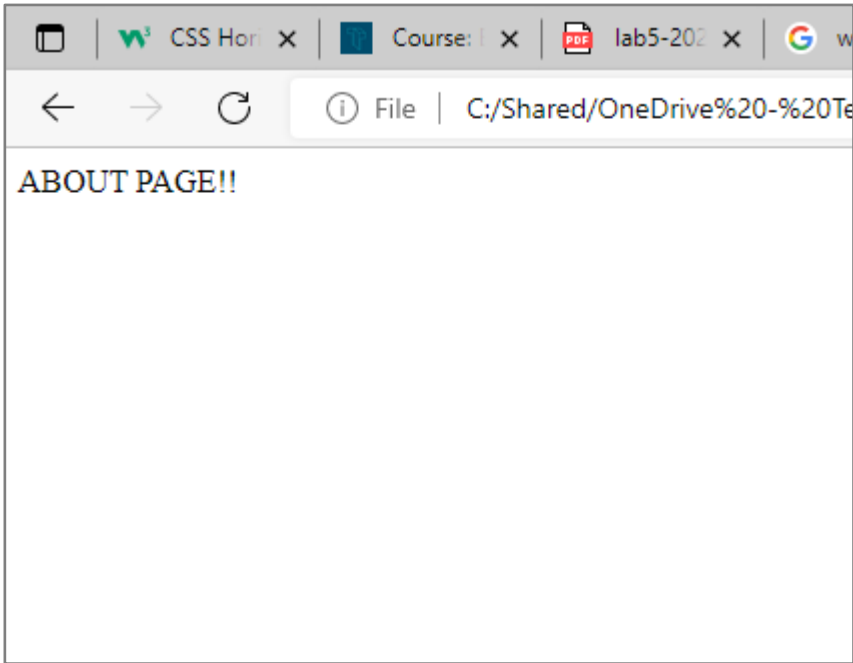 CSS Hori
Course:
lab5-202
w
File
C:/Shared/OneDrive%20-%20Te
ABOUT PAGE!!